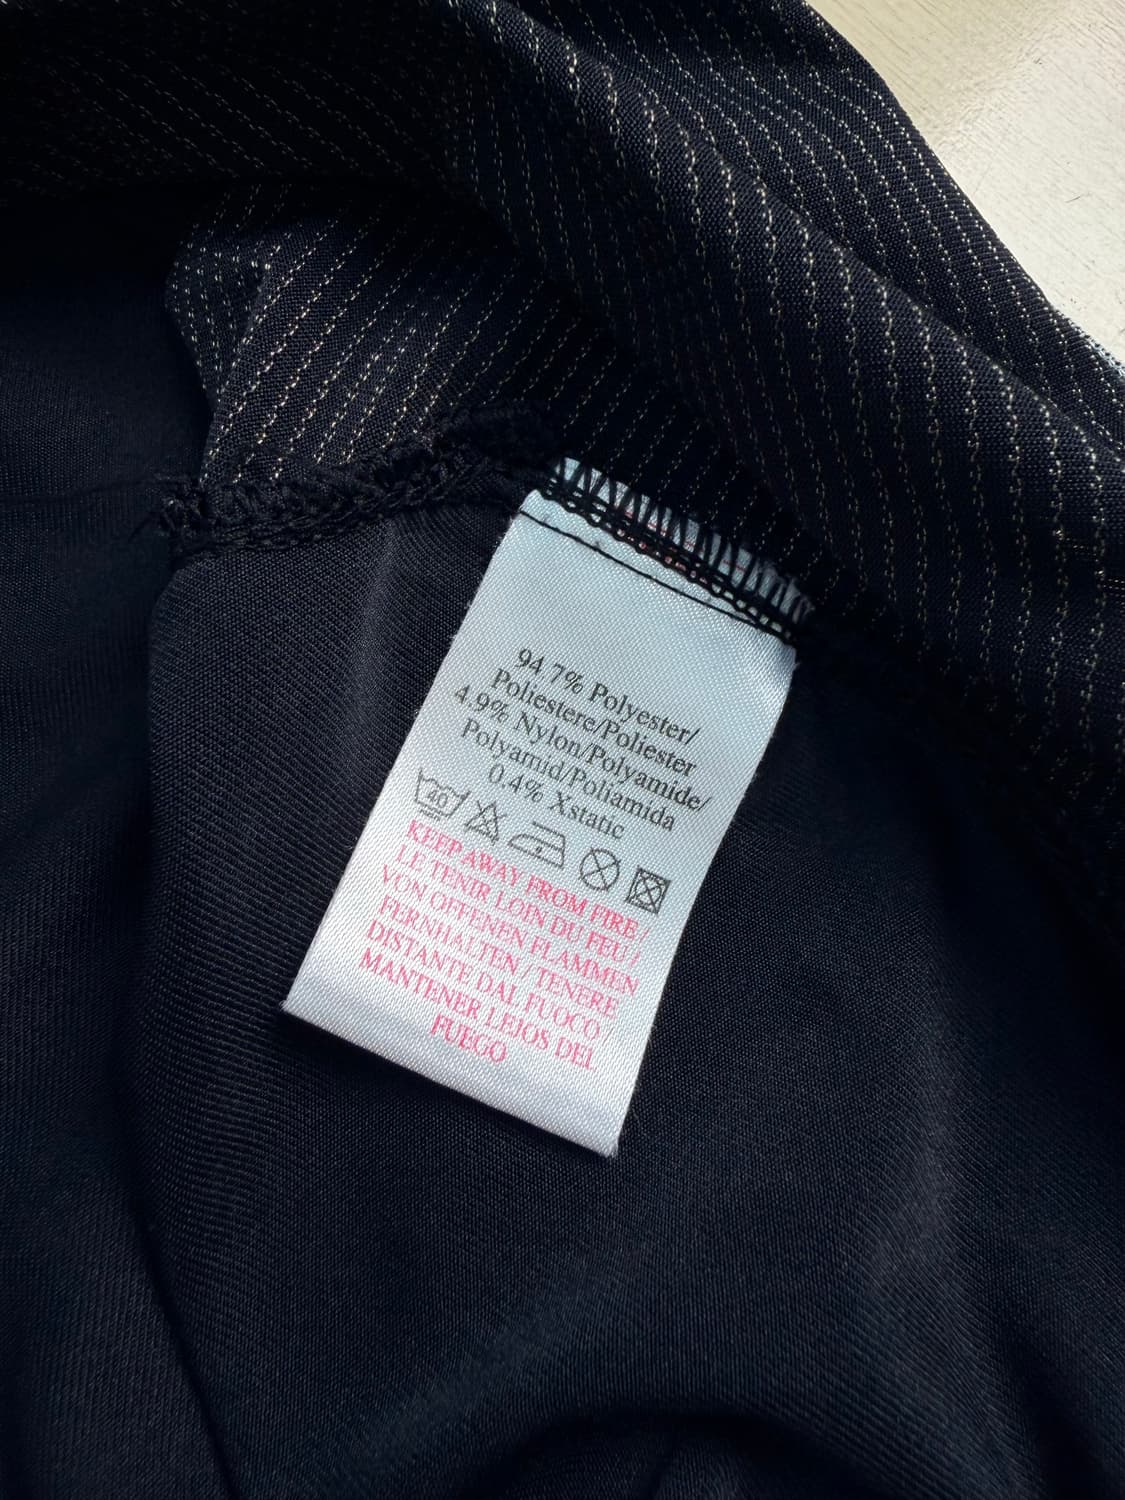 94.7% Polyester/
Poliestere/Poliester
4.9% Nylon/Polyamide/
Polyamid/Poliamida
0.4% Xstatic
40
KEEP AWAY FROM FIRE/
LE TENIR LOIN DU FEU /
VON OFFENEN FLAMMEN
FERNHALTEN / TENERE
DISTANTE DAL FUOCO /
MANTENER LEJOS DEL
FUEGO